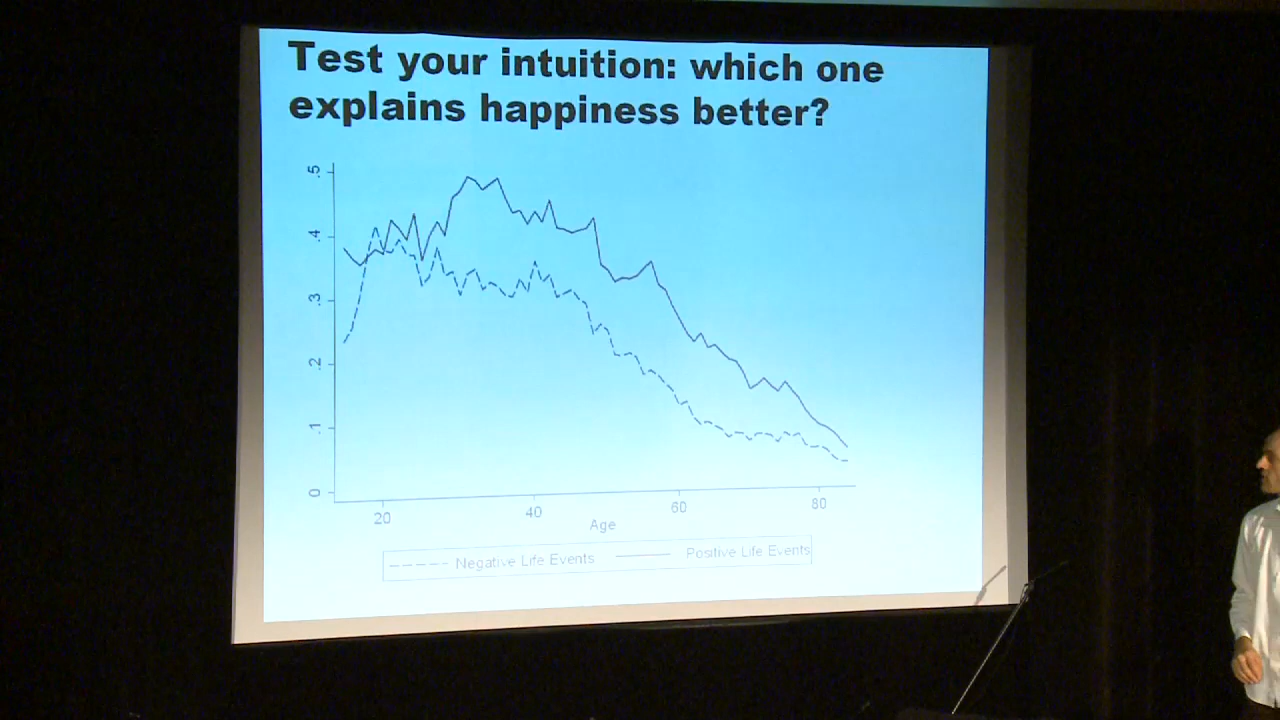 Test your intuition: which one
explains happiness better?
.5
.4
.3
.2
.1
0
20
40
60
80
Age
Negative Life Events
Positive Life Events